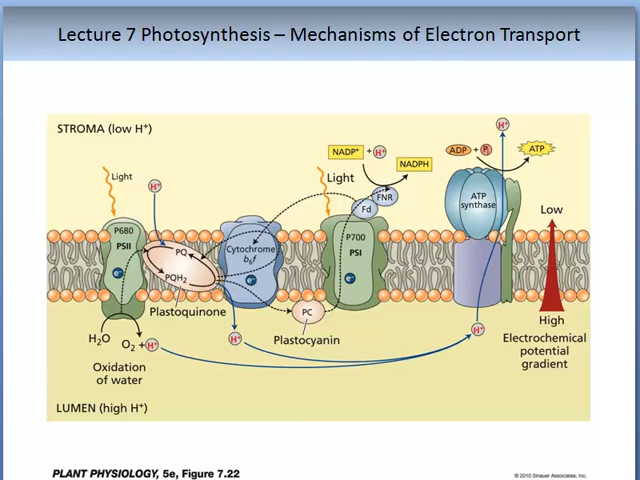 Lecture 7 Photosynthesis – Mechanisms of Electron Transport
STROMA (low H⁺)
H⁺
NADP⁺ + H⁺
NADPH
ADP + Pᵢ
ATP
Light
H⁺
Light
FNR
Fd
ATP
synthase
Low
P680
PSII
PQ
Cytochrome
b₆f
P700
PSI
e⁻
PQH₂
e⁻
e⁻
Plastoquinone
PC
High
H₂O
O₂ + H⁺
H⁺
Plastocyanin
H⁺
Electrochemical
potential
gradient
Oxidation
of water
LUMEN (high H⁺)
PLANT PHYSIOLOGY, 5e, Figure 7.22
© 2010 Sinauer Associates, Inc.